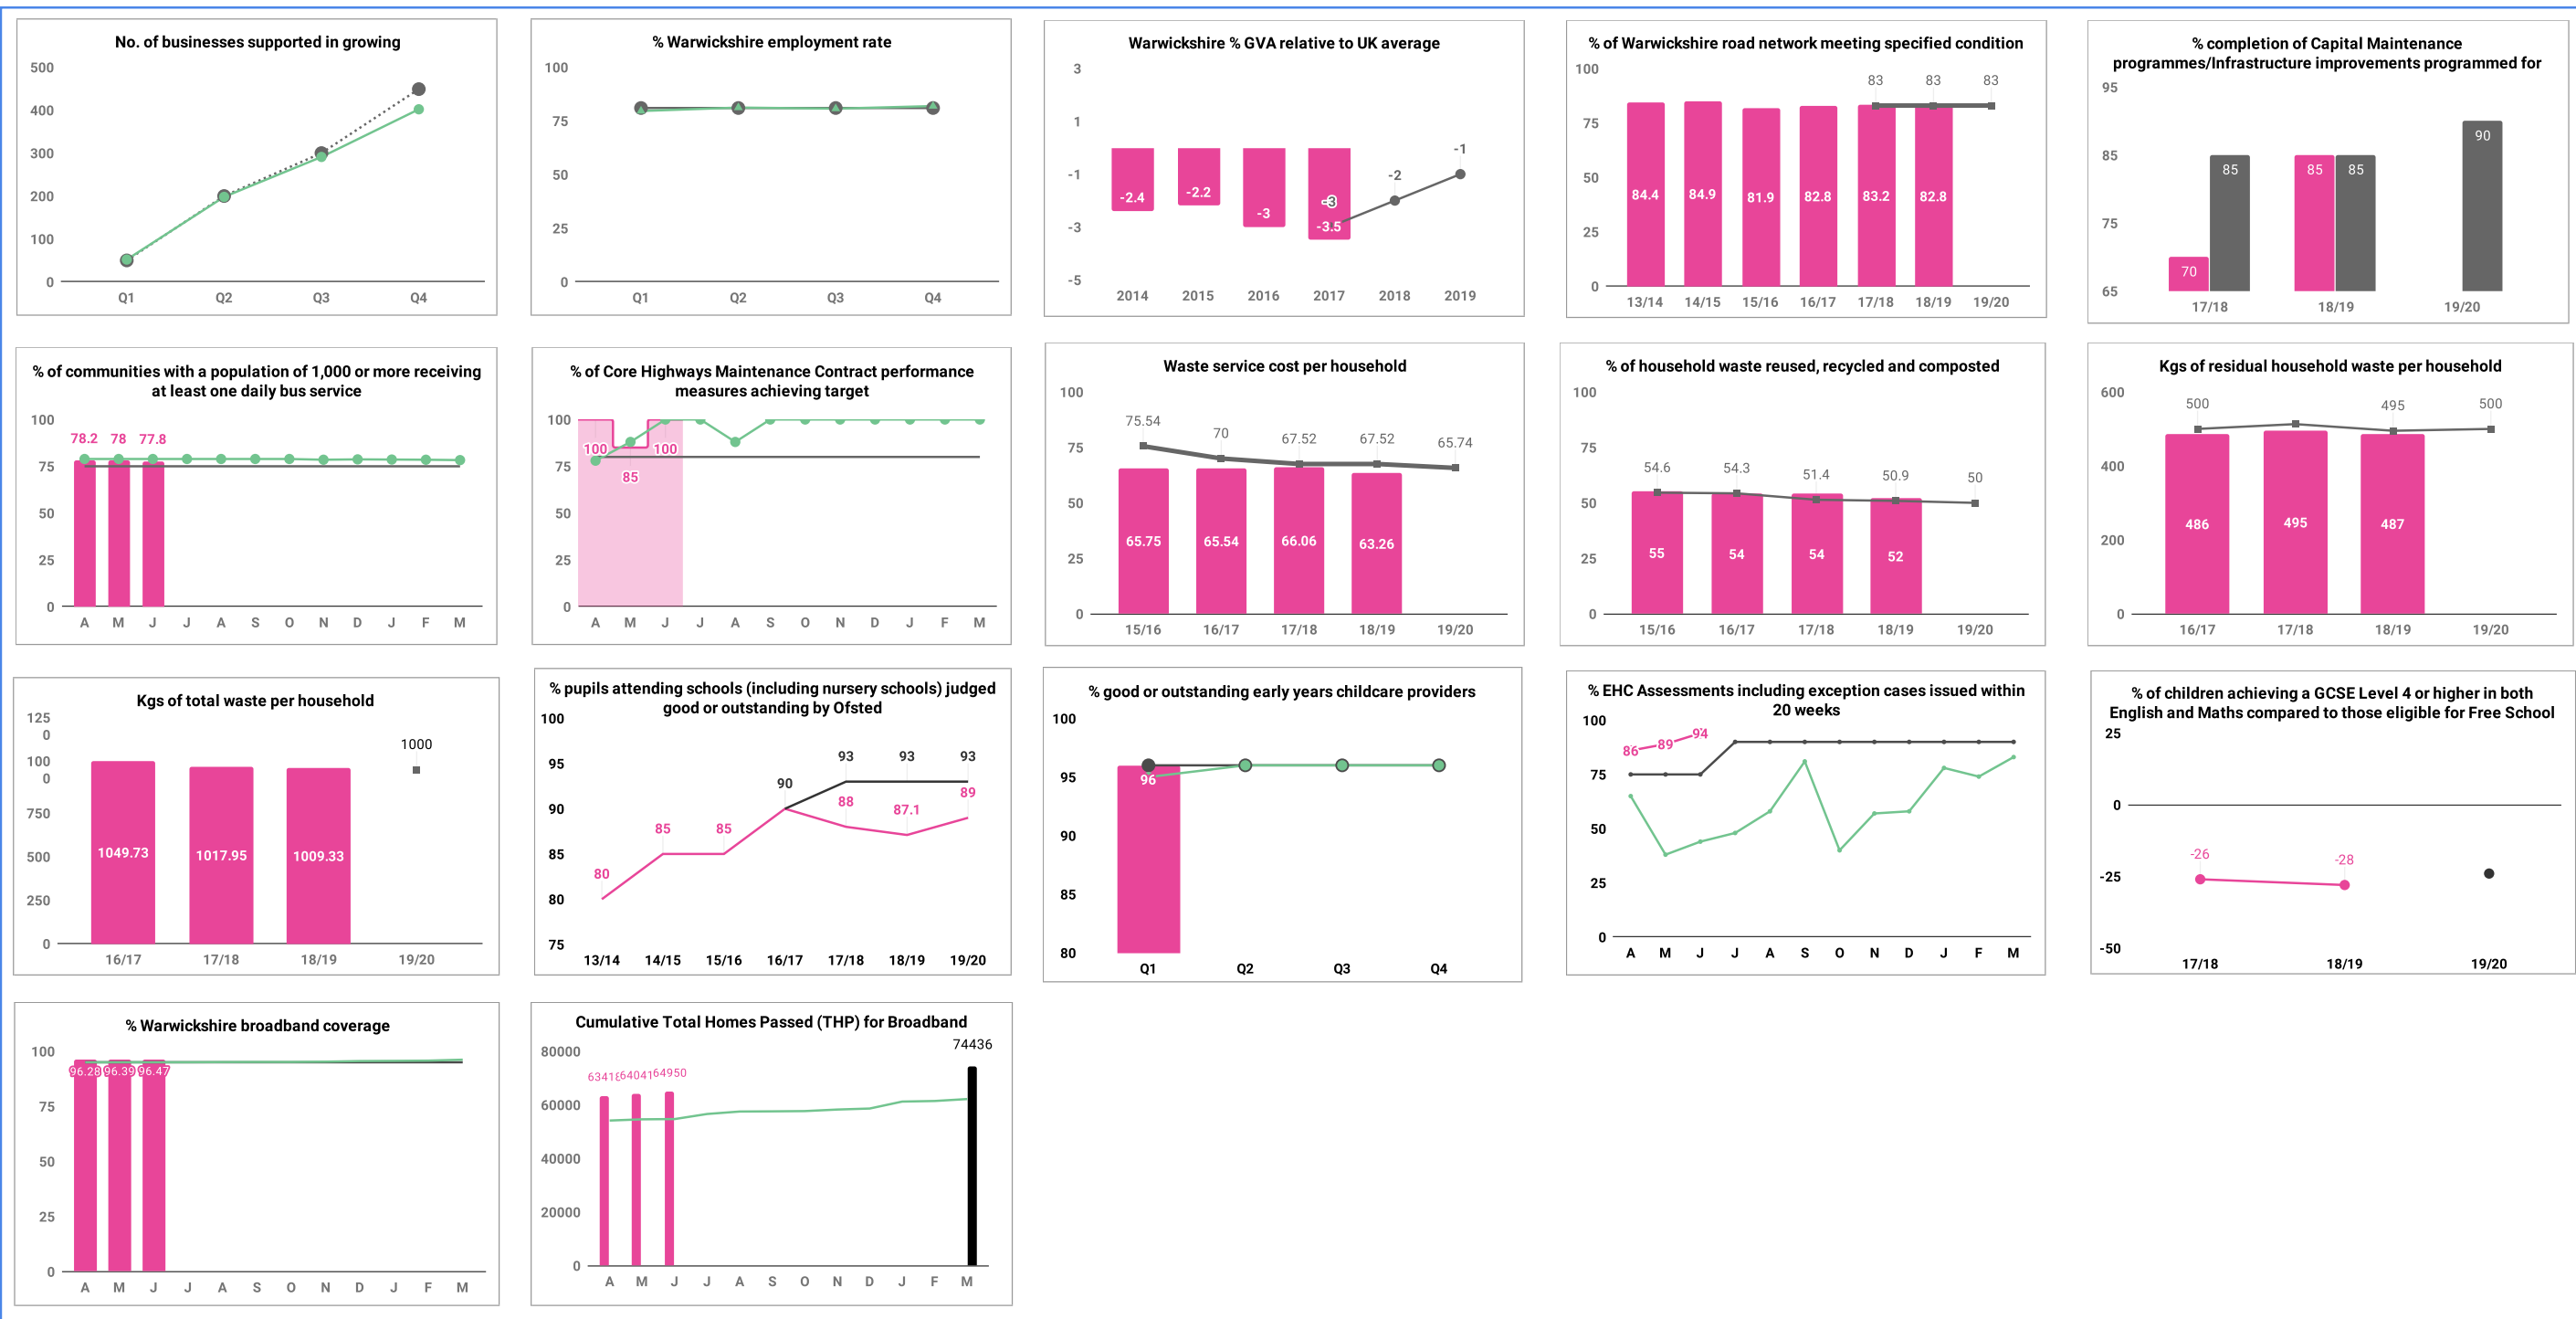 No. of businesses supported in growing
500
400
300
200
100
0
Q1 Q2 Q3 Q4
% Warwickshire employment rate
100
75
50
25
0
Q1 Q2 Q3 Q4
Warwickshire % GVA relative to UK average
3
1
-1
-3
-5
-2.4 -2.2 -3 -3 -3.5 -2 -1
2014 2015 2016 2017 2018 2019
% of Warwickshire road network meeting specified condition
100
75
50
25
0
83 83 83
84.4 84.9 81.9 82.8 83.2 82.8
13/14 14/15 15/16 16/17 17/18 18/19 19/20
% completion of Capital Maintenance
programmes/Infrastructure improvements programmed for
95
85
75
65
70 85 85 85 90
17/18 18/19 19/20
% of communities with a population of 1,000 or more receiving
at least one daily bus service
100
75
50
25
0
78.2 78 77.8
A M J J A S O N D J F M
% of Core Highways Maintenance Contract performance
measures achieving target
100
75
50
25
0
100 85 100
A M J J A S O N D J F M
Waste service cost per household
100
75
50
25
0
75.54 70 67.52 67.52 65.74
65.75 65.54 66.06 63.26
15/16 16/17 17/18 18/19 19/20
% of household waste reused, recycled and composted
100
75
50
25
0
54.6 54.3 51.4 50.9 50
55 54 54 52
15/16 16/17 17/18 18/19 19/20
Kgs of residual household waste per household
600
400
200
0
500 495 500
486 495 487
16/17 17/18 18/19 19/20
Kgs of total waste per household
125
0
100
0
750
500
250
0
1000
1049.73 1017.95 1009.33
16/17 17/18 18/19 19/20
% pupils attending schools (including nursery schools) judged
good or outstanding by Ofsted
100
95
90
85
80
75
90 93 93 93
80 85 85 88 87.1 89
13/14 14/15 15/16 16/17 17/18 18/19 19/20
% good or outstanding early years childcare providers
100
95
90
85
80
96
Q1 Q2 Q3 Q4
% EHC Assessments including exception cases issued within
20 weeks
100
75
50
25
0
86 89 94
A M J J A S O N D J F M
% of children achieving a GCSE Level 4 or higher in both
English and Maths compared to those eligible for Free School
25
0
-25
-50
-26 -28
17/18 18/19 19/20
% Warwickshire broadband coverage
100
75
50
25
0
96.28 96.39 96.47
A M J J A S O N D J F M
Cumulative Total Homes Passed (THP) for Broadband
80000
60000
40000
20000
0
64041 64950 74436
A M J J A S O N D J F M